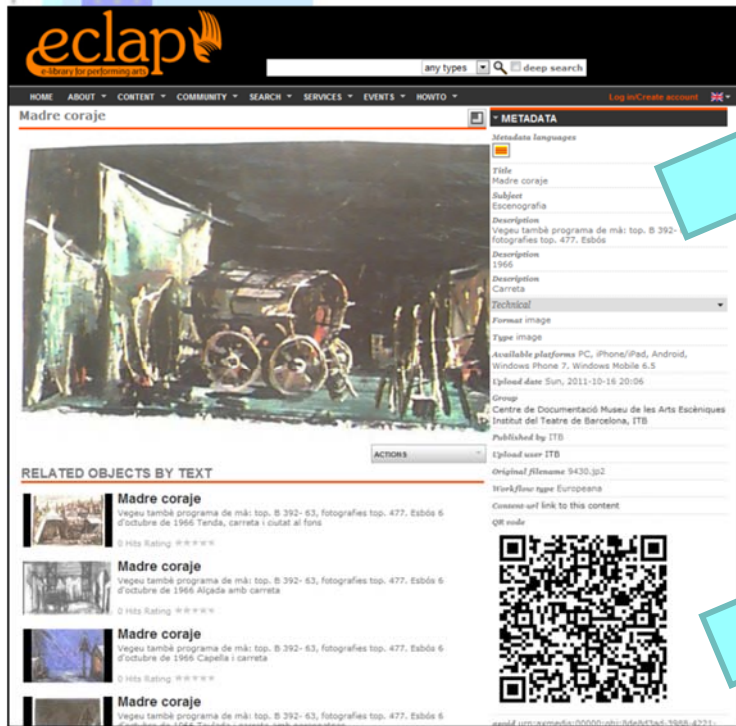 eclap
e-library for performing arts
any types
deep search
HOME ABOUT CONTENT COMMUNITY SEARCH SERVICES EVENTS HOWTO Log in/Create account
Madre coraje
METADATA
Metadata languages
Title
Madre coraje
Subject
Escenografia
Description
Vegeu també programa de mà: top. B 392-
fotografies top. 477. Esbós
Description
1966
Description
Carreta
Technical
Format image
Type image
Available platforms PC, iPhone/iPad, Android,
Windows Phone 7, Windows Mobile 6.5
Upload date Sun, 2011-10-16 20:06
Group
Centre de Documentació Museu de les Arts Escèniques
Institut del Teatre de Barcelona, ITB
Published by ITB
Upload user ITB
Original filename 9430.jp2
Workflow type Europeana
Content-url link to this content
QR code
ACTIONS
RELATED OBJECTS BY TEXT
Madre coraje
Vegeu també programa de mà: top. B 392- 63, fotografies top. 477. Esbós 6
d'octubre de 1966 Tenda, carreta i ciutat al fons
0 Hits Rating
Madre coraje
Vegeu també programa de mà: top. B 392- 63, fotografies top. 477. Esbós 6
d'octubre de 1966 Alçada amb carreta
0 Hits Rating
Madre coraje
Vegeu també programa de mà: top. B 392- 63, fotografies top. 477. Esbós 6
d'octubre de 1966 Capella i carreta
0 Hits Rating
Madre coraje
Vegeu també programa de mà: top. B 392- 63, fotografies top. 477. Esbós 6